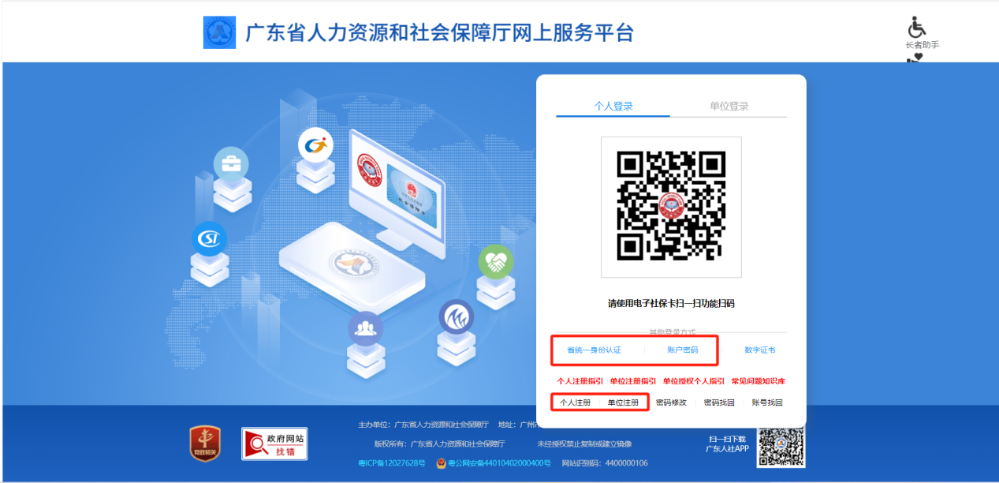 广东省人力资源和社会保障厅网上服务平台
长者助手
个人登录 单位登录
请使用电子社保卡扫一扫功能扫码
其他登录方式
省统一身份认证 账户密码 数字证书
个人注册指引 单位注册指引 单位授权个人指引 常见问题知识库
个人注册 单位注册 密码修改 密码找回 账号找回
主办单位：广东省人力资源和社会保障厅 地址：广州市
版权所有：广东省人力资源和社会保障厅 未经授权禁止复制或建立镜像
粤ICP备12027628号 粤公网安备44010402000400号 网站识别码：4400000106
党政机关
政府网站
找错
扫一扫下载
广东人社APP